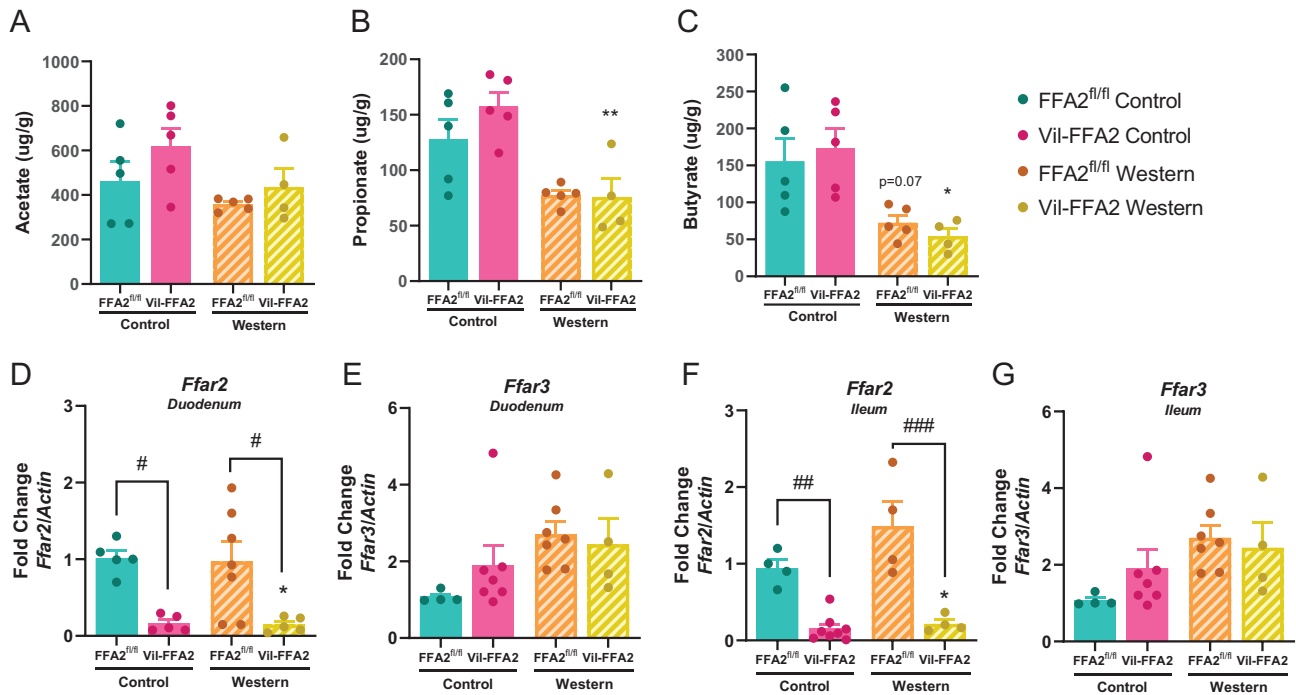 A
Acetate (ug/g)
1000
800
600
400
200
0
FFA2fl/fl Vil-FFA2 FFA2fl/fl Vil-FFA2
Control Western
B
Propionate (ug/g)
200
150
100
50
0
**
FFA2fl/fl Vil-FFA2 FFA2fl/fl Vil-FFA2
Control Western
C
Butyrate (ug/g)
300
250
200
150
100
50
0
p=0.07
*
FFA2fl/fl Vil-FFA2 FFA2fl/fl Vil-FFA2
Control Western
FFA2fl/fl Control
Vil-FFA2 Control
FFA2fl/fl Western
Vil-FFA2 Western
D
Ffar2
Duodenum
Fold Change
Ffar2/Actin
3
2
1
0
#
#
*
FFA2fl/fl Vil-FFA2 FFA2fl/fl Vil-FFA2
Control Western
E
Ffar3
Duodenum
Fold Change
Ffar3/Actin
6
4
2
0
FFA2fl/fl Vil-FFA2 FFA2fl/fl Vil-FFA2
Control Western
F
Ffar2
Ileum
Fold Change
Ffar2/Actin
3
2
1
0
##
###
*
FFA2fl/fl Vil-FFA2 FFA2fl/fl Vil-FFA2
Control Western
G
Ffar3
Ileum
Fold Change
Ffar3/Actin
6
4
2
0
FFA2fl/fl Vil-FFA2 FFA2fl/fl Vil-FFA2
Control Western